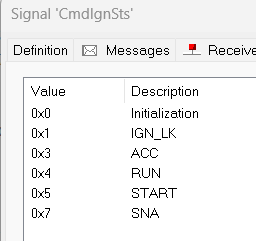 Signal 'CmdIgnSts'
Definition Messages Receive
Value Description
0x0 Initialization
0x1 IGN_LK
0x3 ACC
0x4 RUN
0x5 START
0x7 SNA